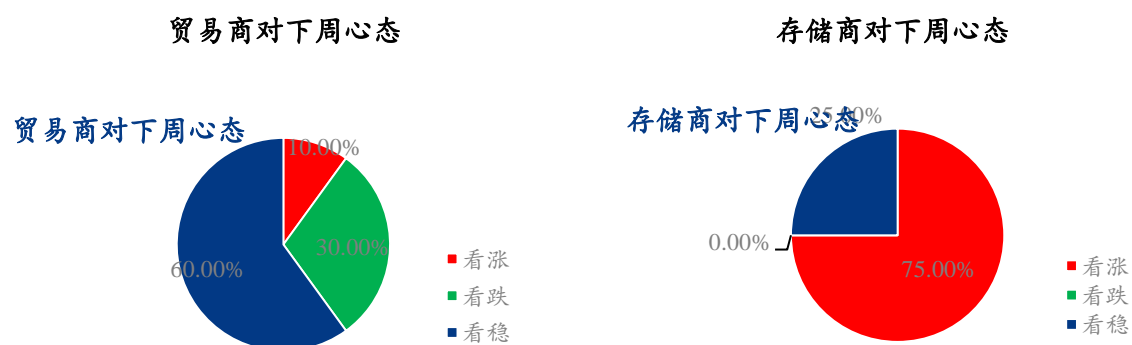 贸易商对下周心态
贸易商对下周心态
10.00%
30.00%
60.00%
看涨
看跌
看稳
存储商对下周心态
存储商对下周心态
25.00%
0.00%
75.00%
看涨
看跌
看稳